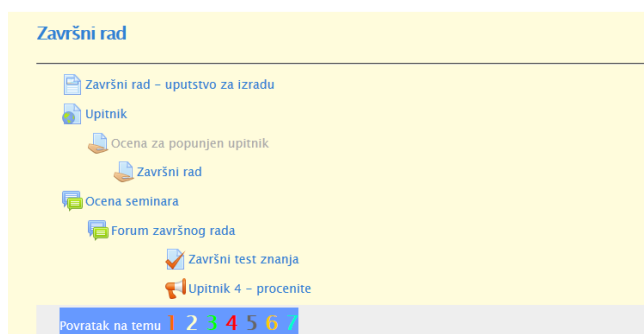 Završni rad
Završni rad – uputstvo za izradu
Upitnik
Ocena za popunjen upitnik
Završni rad
Ocena seminara
Forum završnog rada
Završni test znanja
Upitnik 4 – procenite
Povratak na temu 1 2 3 4 5 6 7